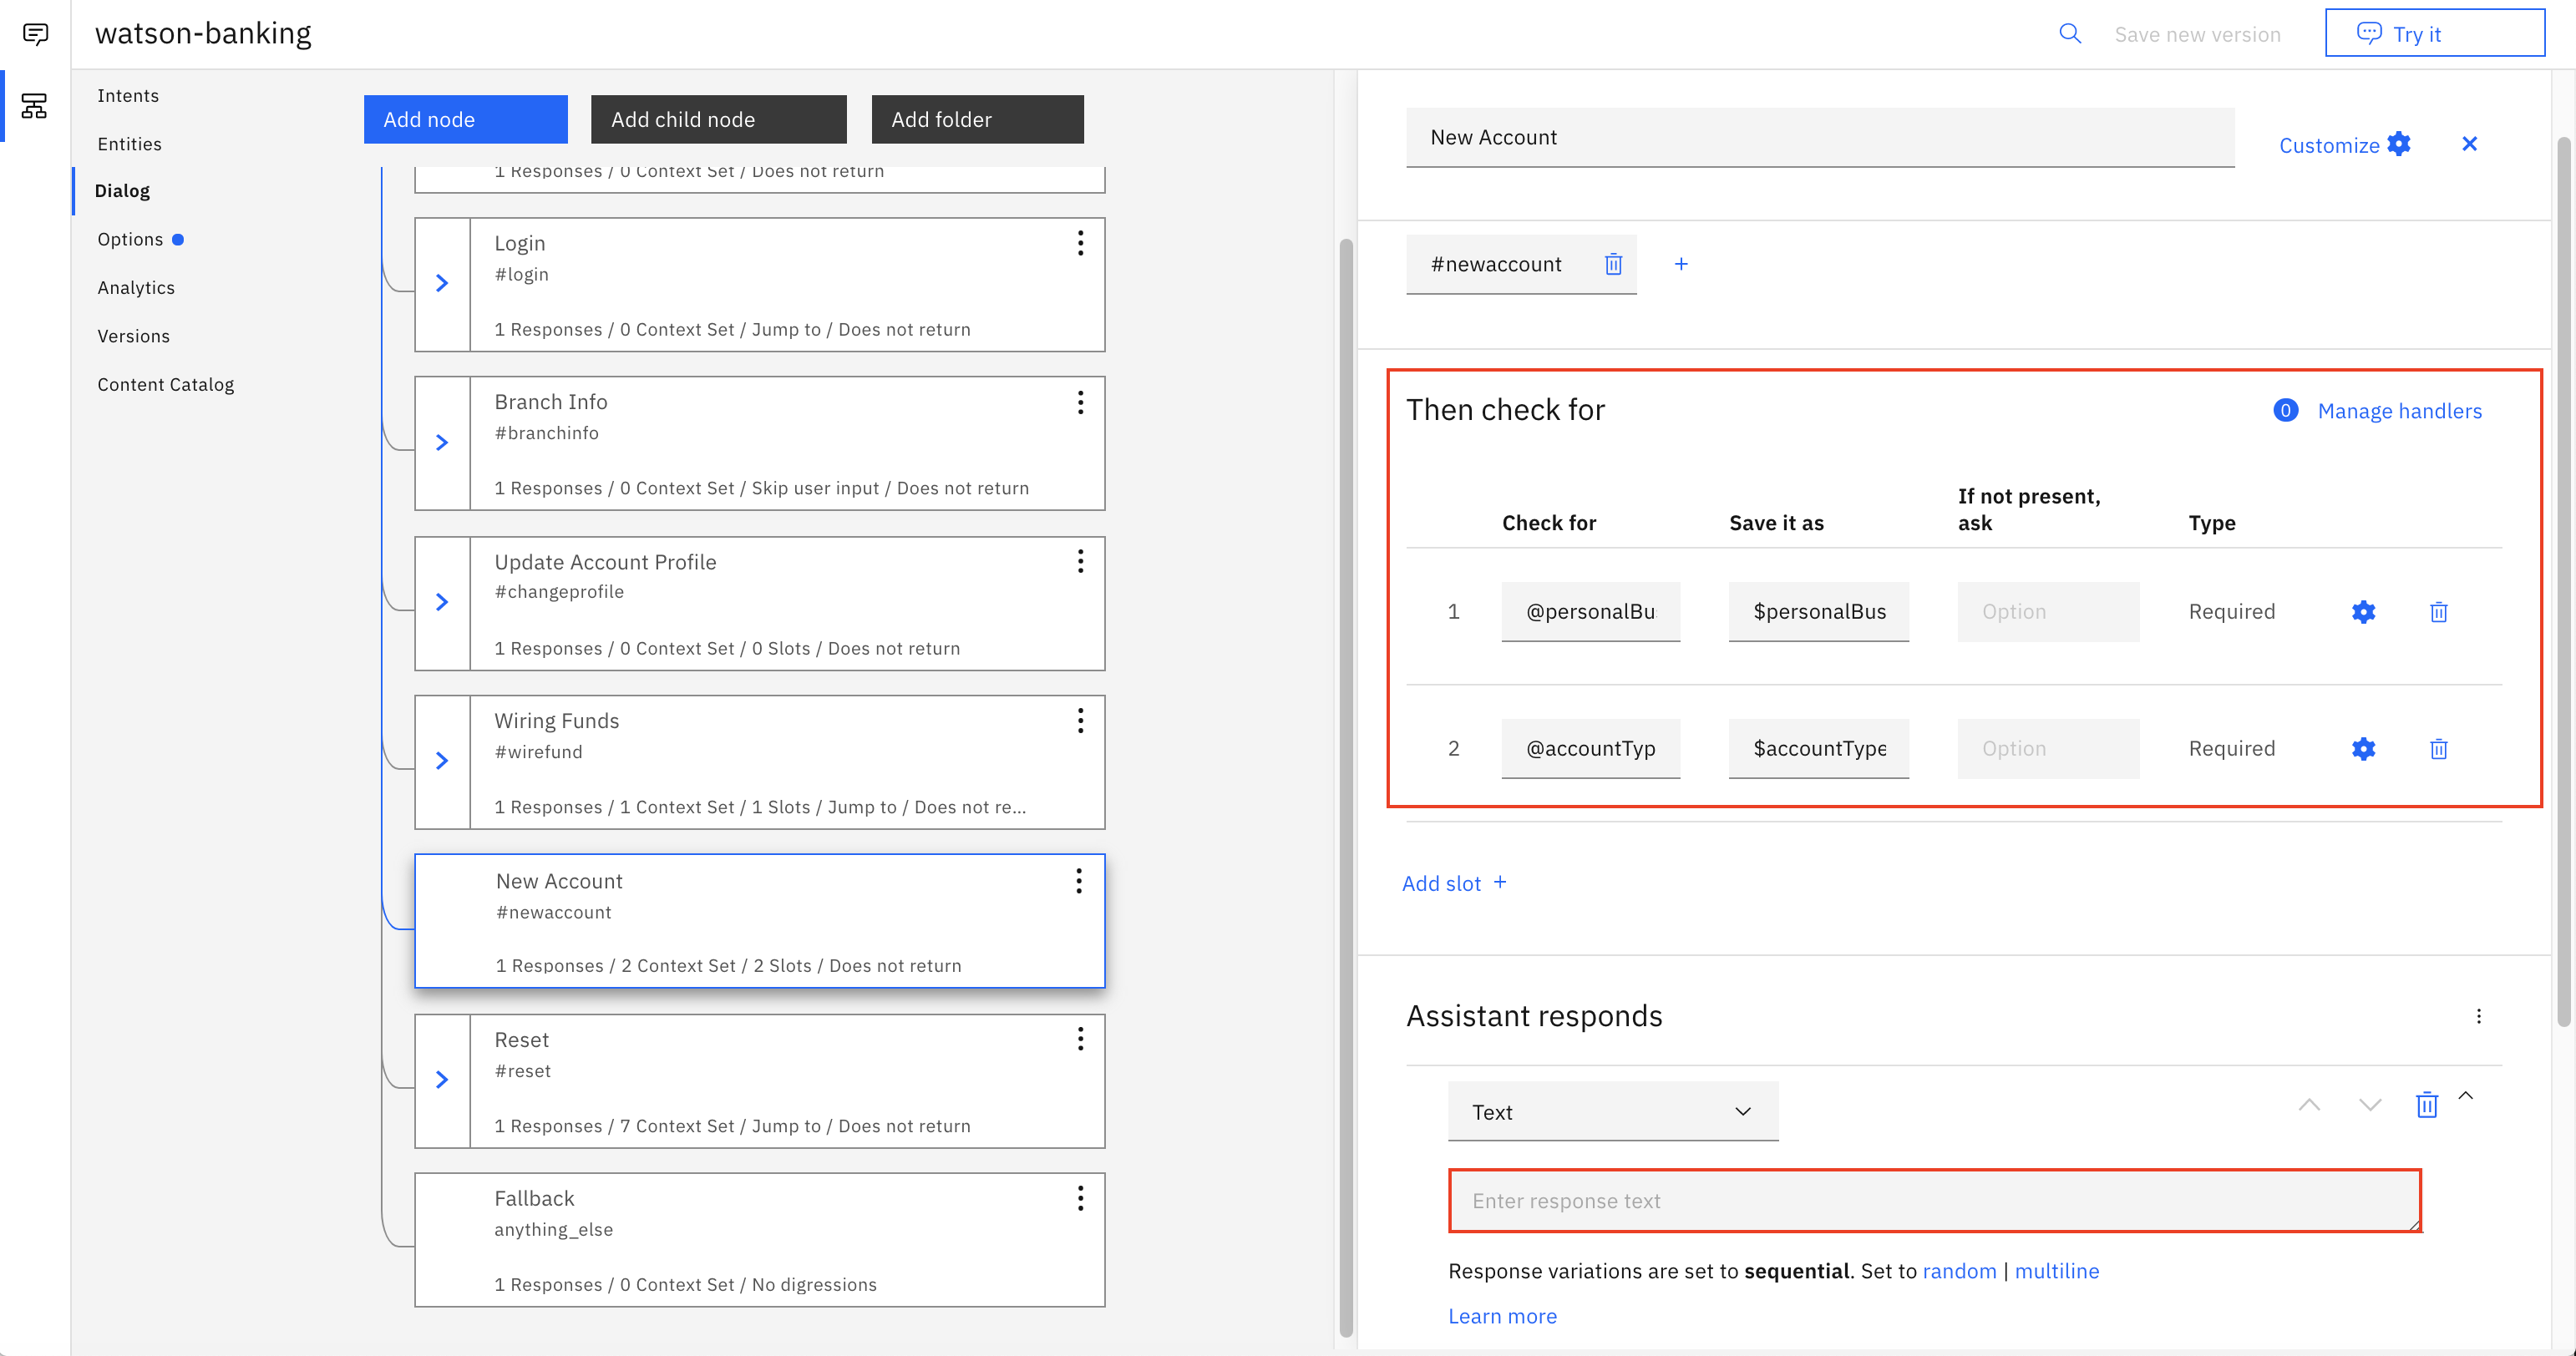 watson-banking
Save new version
Try it
Intents
Entities
Dialog
Options
Analytics
Versions
Content Catalog
Add node
Add child node
Add folder
1 Responses / 0 Context Set / Does not return
Login
#login
1 Responses / 0 Context Set / Jump to / Does not return
Branch Info
#branchinfo
1 Responses / 0 Context Set / Skip user input / Does not return
Update Account Profile
#changeprofile
1 Responses / 0 Context Set / 0 Slots / Does not return
Wiring Funds
#wirefund
1 Responses / 1 Context Set / 1 Slots / Jump to / Does not re...
New Account
#newaccount
1 Responses / 2 Context Set / 2 Slots / Does not return
Reset
#reset
1 Responses / 7 Context Set / Jump to / Does not return
Fallback
anything_else
1 Responses / 0 Context Set / No digressions
New Account
Customize
#newaccount
Then check for
0 Manage handlers
Check for
Save it as
If not present,
ask
Type
1 @personalBu $personalBus Option Required
2 @accountTyp $accountType Option Required
Add slot +
Assistant responds
Text
Enter response text
Response variations are set to sequential. Set to random | multiline
Learn more